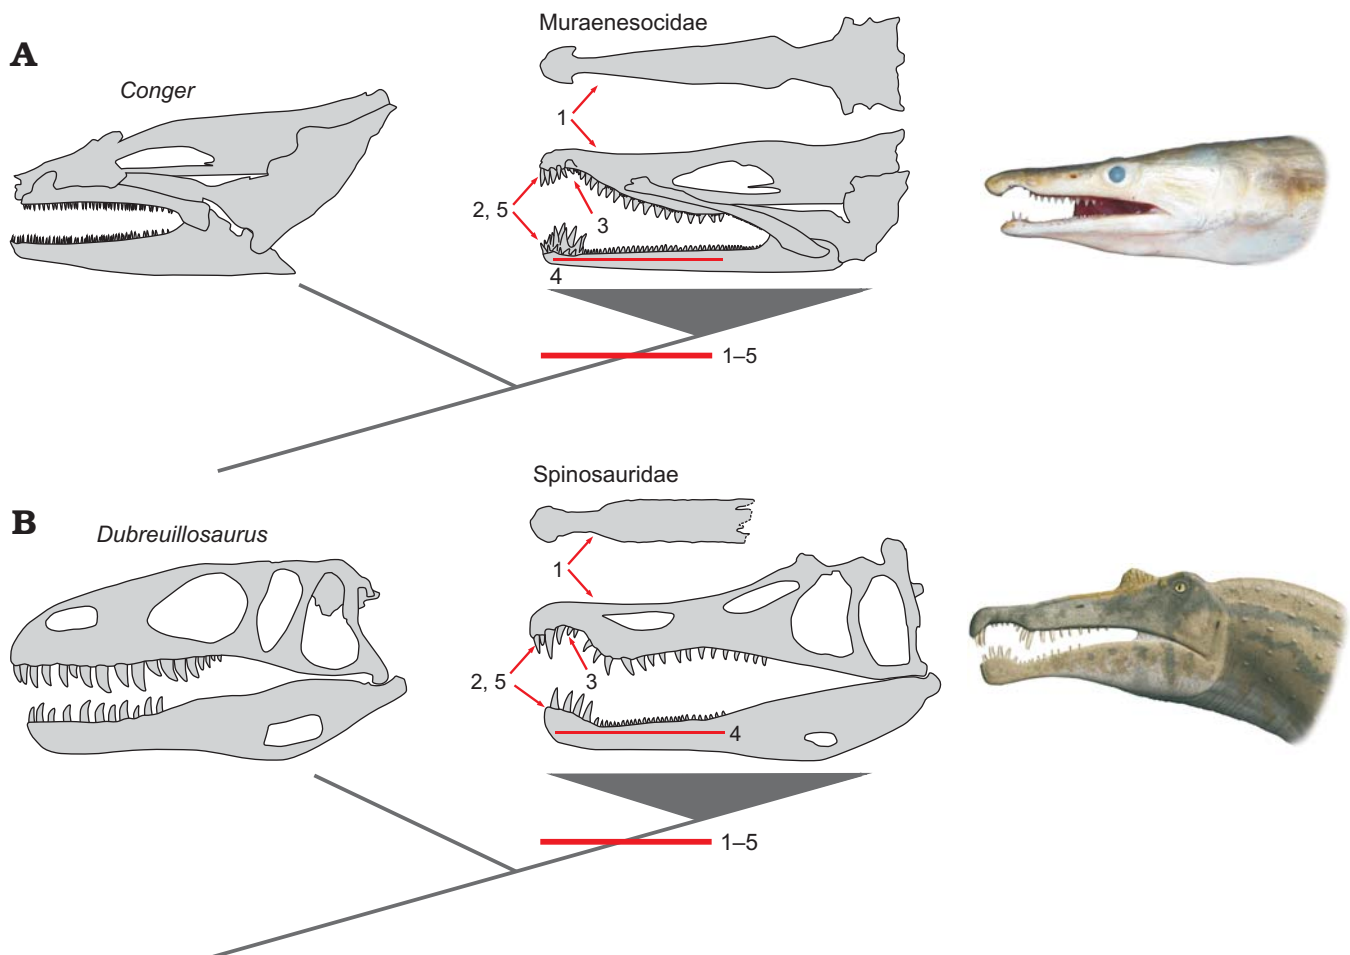 A
Muraenesocidae
Conger
1
2, 5
3
4
1–5
B
Spinosauridae
Dubreuillosaurus
1
2, 5
3
4
1–5